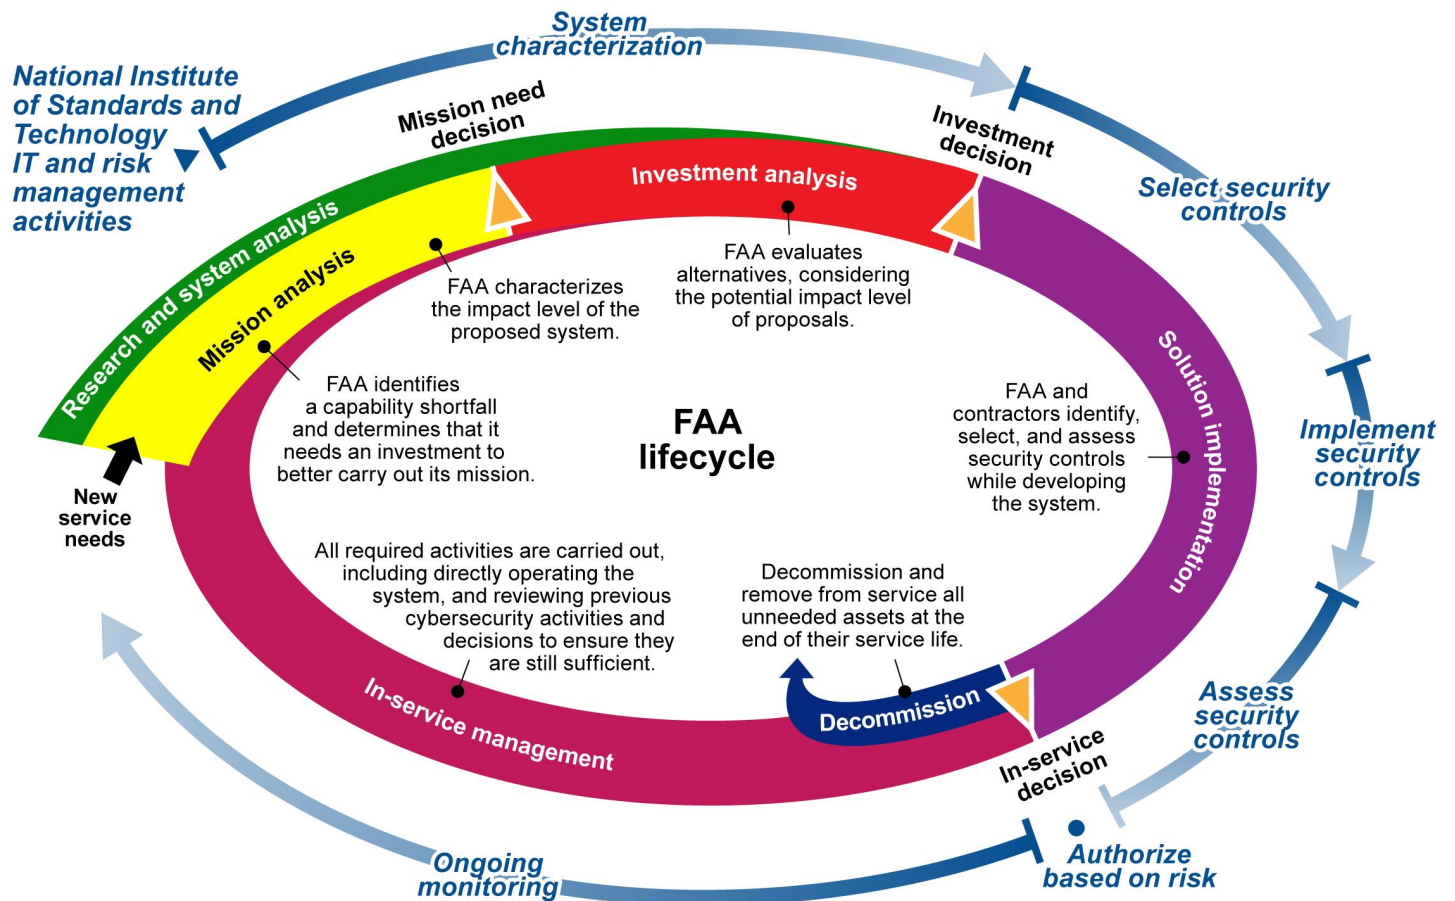 System
characterization
National Institute
of Standards and
Technology
IT and risk
management
activities
Mission need
decision
Investment
decision
Select security
controls
Research and system analysis
Mission analysis
Investment analysis
FAA characterizes
the impact level of the
proposed system.
FAA evaluates
alternatives, considering
the potential impact level
of proposals.
Solution implementation
FAA identifies
a capability shortfall
and determines that it
needs an investment to
better carry out its mission.
FAA
lifecycle
FAA and
contractors identify,
select, and assess
security controls
while developing
the system.
Implement
security
controls
New
service
needs
All required activities are carried out,
including directly operating the
system, and reviewing previous
cybersecurity activities and
decisions to ensure they
are still sufficient.
Decommission and
remove from service all
unneeded assets at the
end of their service life.
In-service management
Decommission
Assess
security
controls
In-service
decision
Authorize
based on risk
Ongoing
monitoring